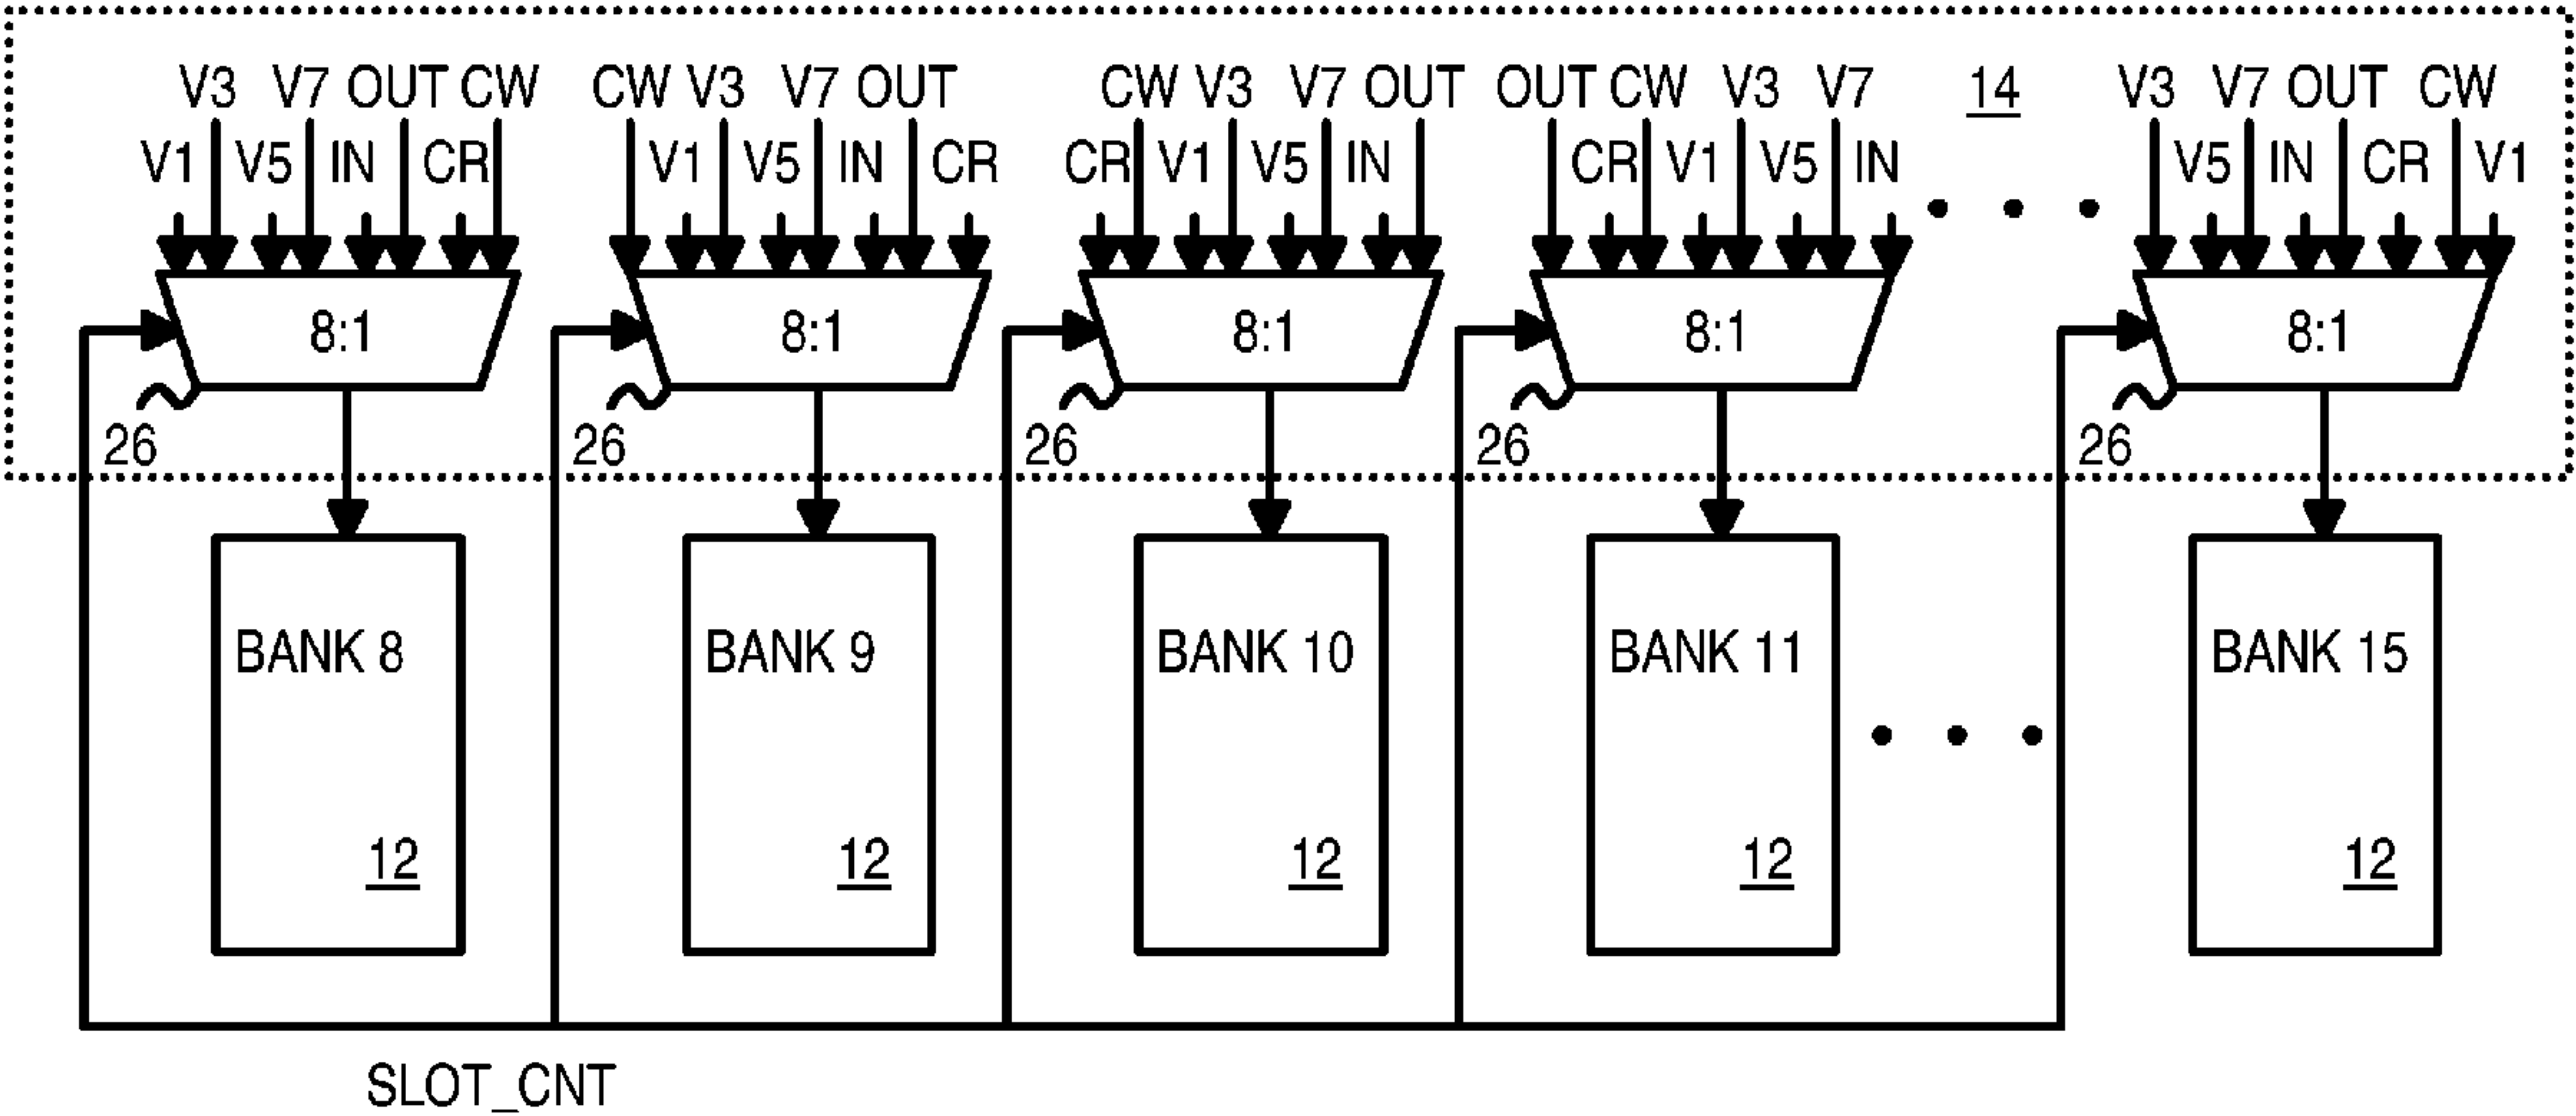 V3 V7 OUT CW CW V3 V7 OUT CW V3 V7 OUT OUT CW V3 V7 14 V3 V7 OUT CW
V1 V5 IN CR V1 V5 IN CR CR V1 V5 IN CR V1 V5 IN V5 IN CR V1
8:1 8:1 8:1 8:1 8:1
26 26 26 26 26
BANK 8 BANK 9 BANK 10 BANK 11 BANK 15
12 12 12 12 12
SLOT_CNT